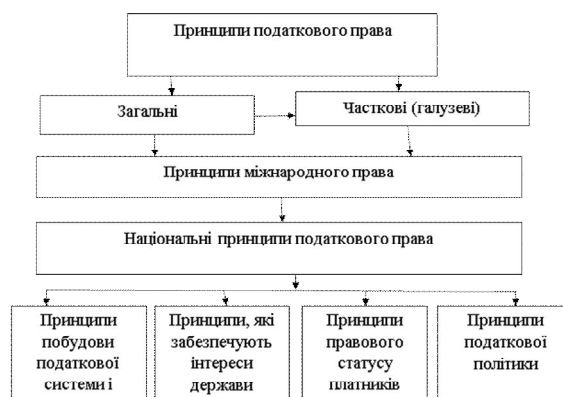 Принципи податкового права
Загальні
Часткові (галузеві)
Принципи міжнародного права
Національні принципи податкового права
Принципи
побудови
податкової
системи і
Принципи, які
забезпечують
інтереси
держави
Принципи
правового
статусу
платників
Принципи
податкової
політики